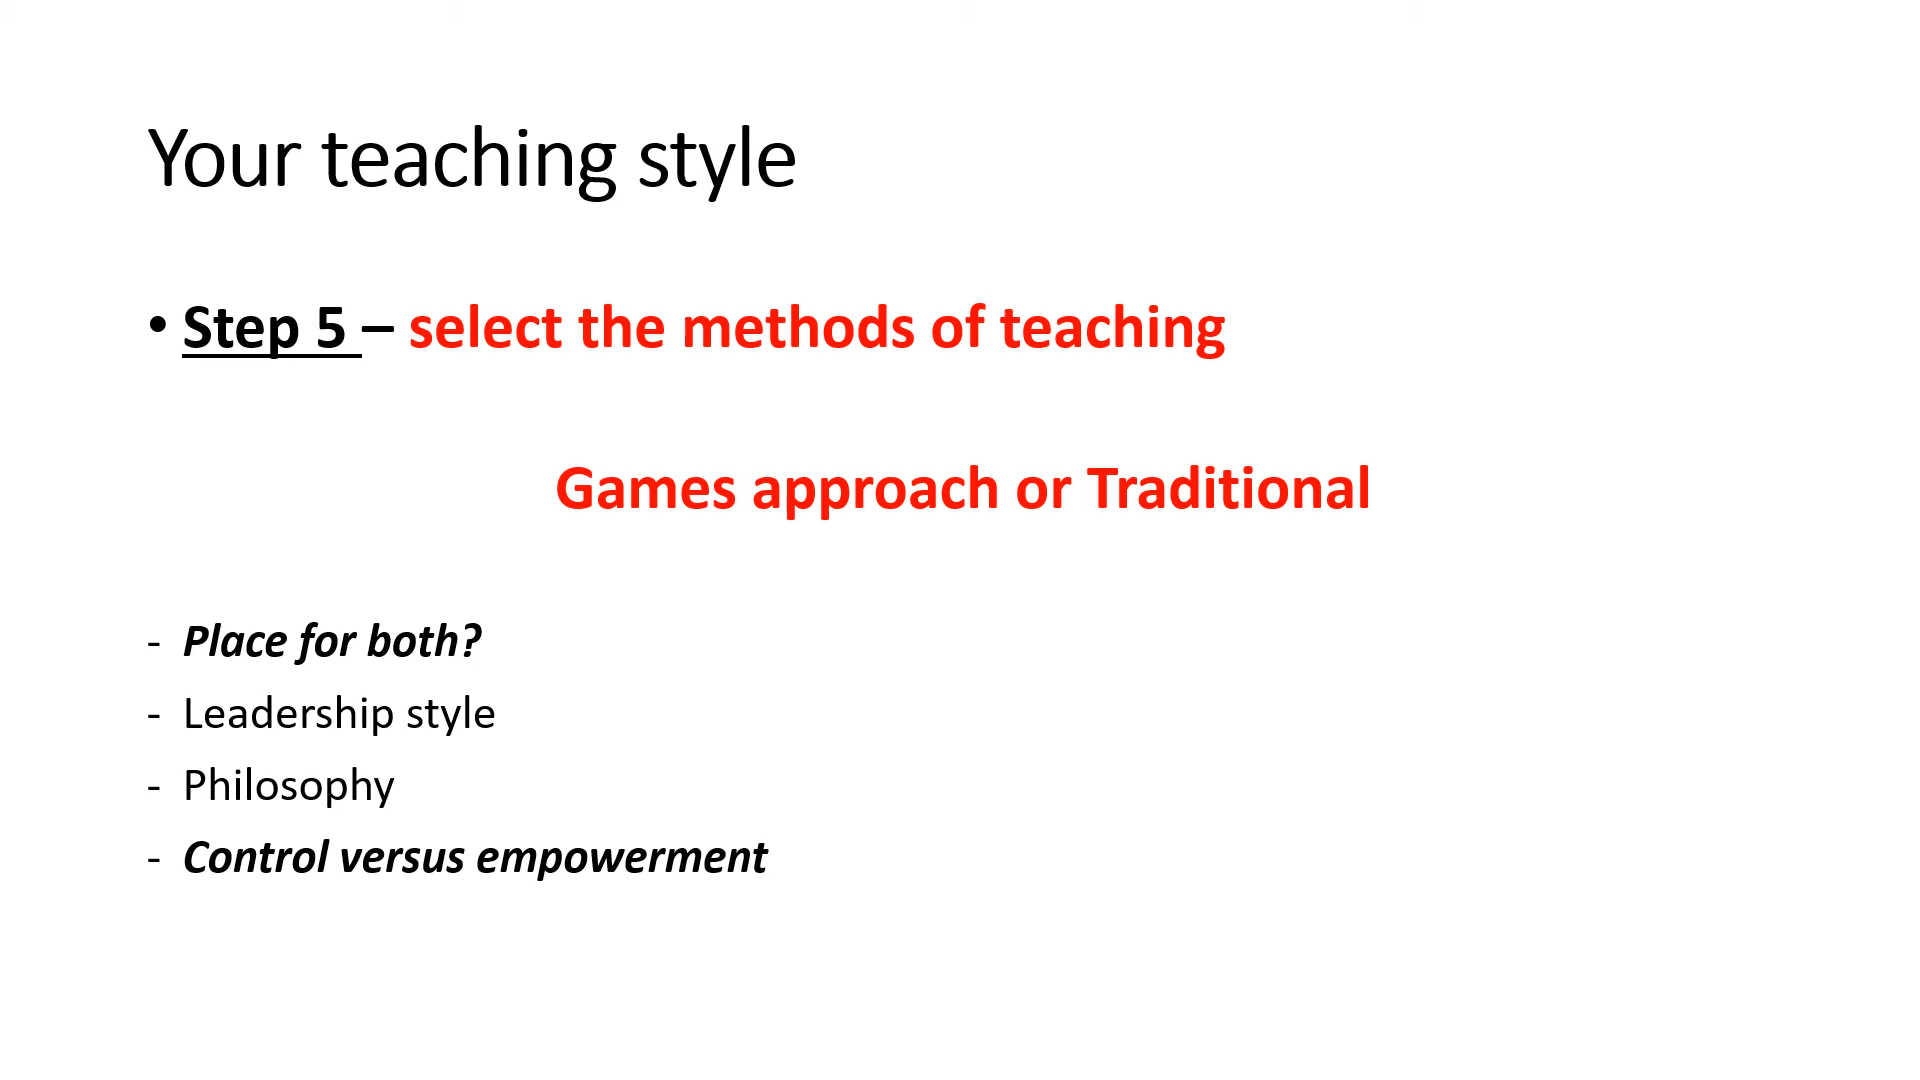 Your teaching style
• Step 5 – select the methods of teaching
Games approach or Traditional
- Place for both?
- Leadership style
- Philosophy
- Control versus empowerment